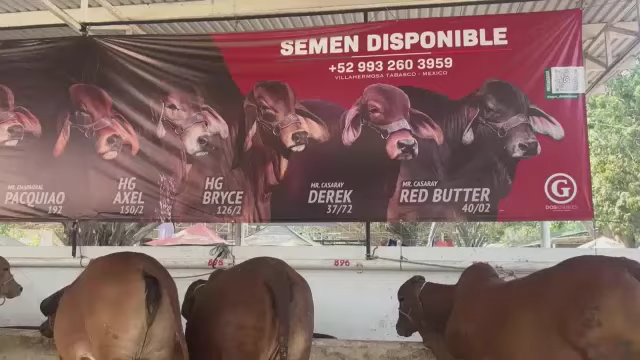 SEMEN DISPONIBLE
+52 993 260 3959
VILLAHERMOSA TABASCO - MEXICO
PACQUIAO
192
HG
AXEL
150/2
HG
BRYCE
126/2
MR. CASARAY
DEREK
37/72
MR. CASARAY
RED BUTTER
40/02
G
895
896